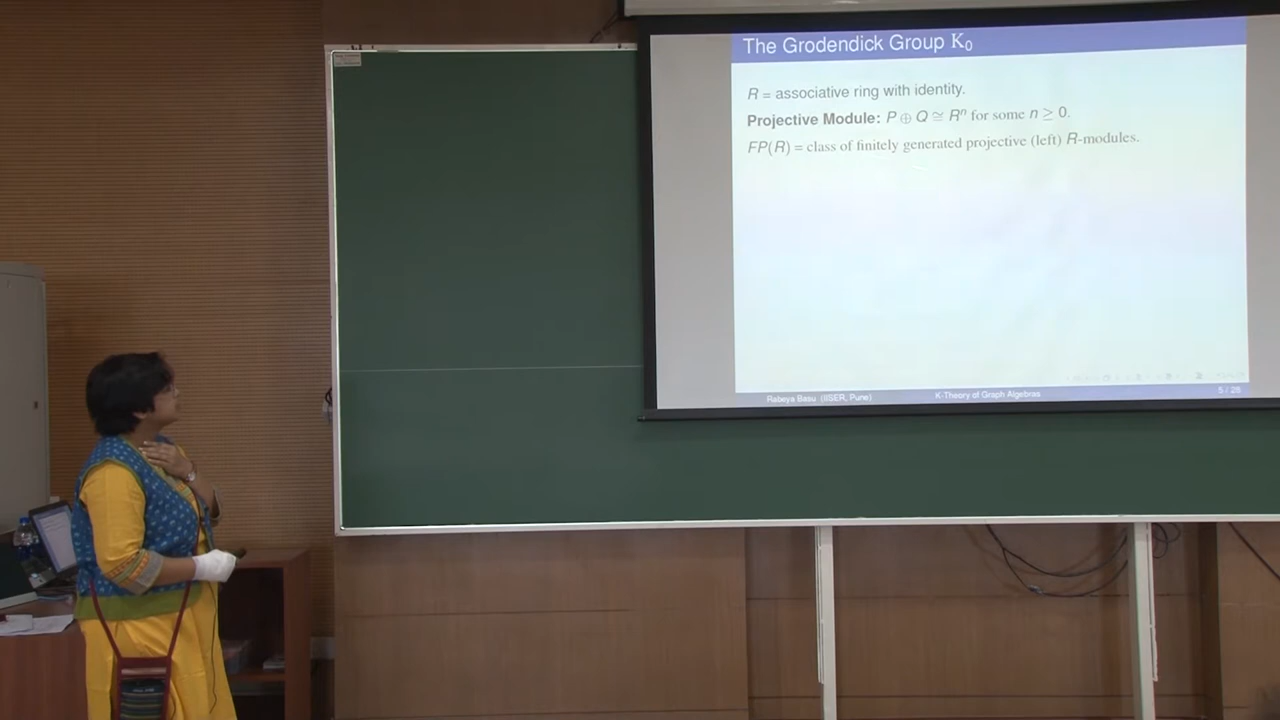 The Grodendick Group K₀
R = associative ring with identity.
Projective Module: P ⊕ Q ≅ Rⁿ for some n ≥ 0.
FP(R) = class of finitely generated projective (left) R-modules.
Rabeya Basu (IISER, Pune) K-Theory of Graph Algebras 5 / 28